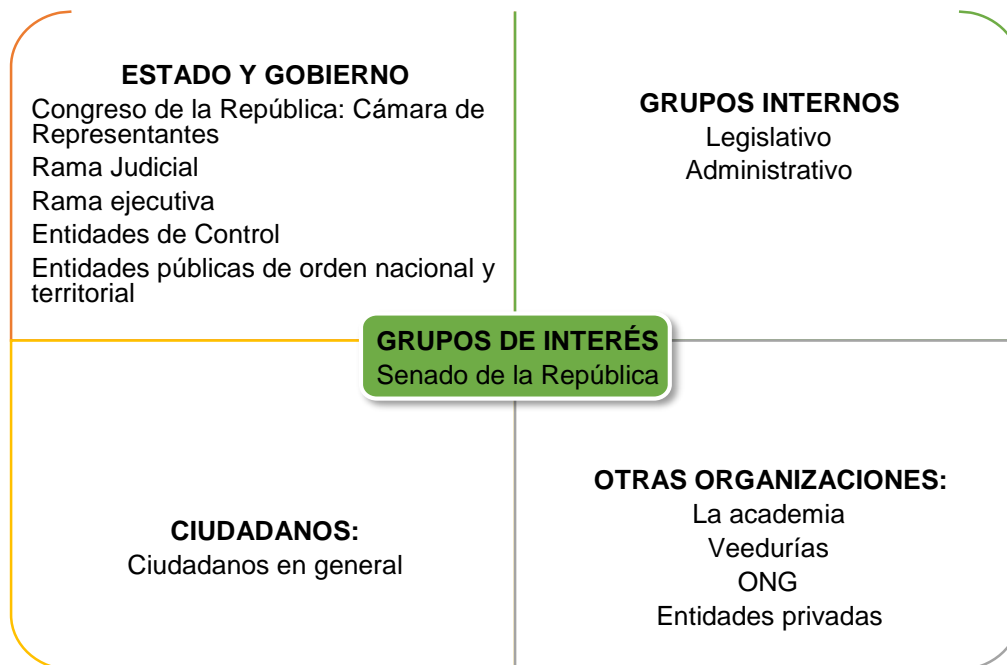 ESTADO Y GOBIERNO
Congreso de la República: Cámara de
Representantes
Rama Judicial
Rama ejecutiva
Entidades de Control
Entidades públicas de orden nacional y
territorial
GRUPOS INTERNOS
Legislativo
Administrativo
GRUPOS DE INTERÉS
Senado de la República
CIUDADANOS:
Ciudadanos en general
OTRAS ORGANIZACIONES:
La academia
Veedurías
ONG
Entidades privadas